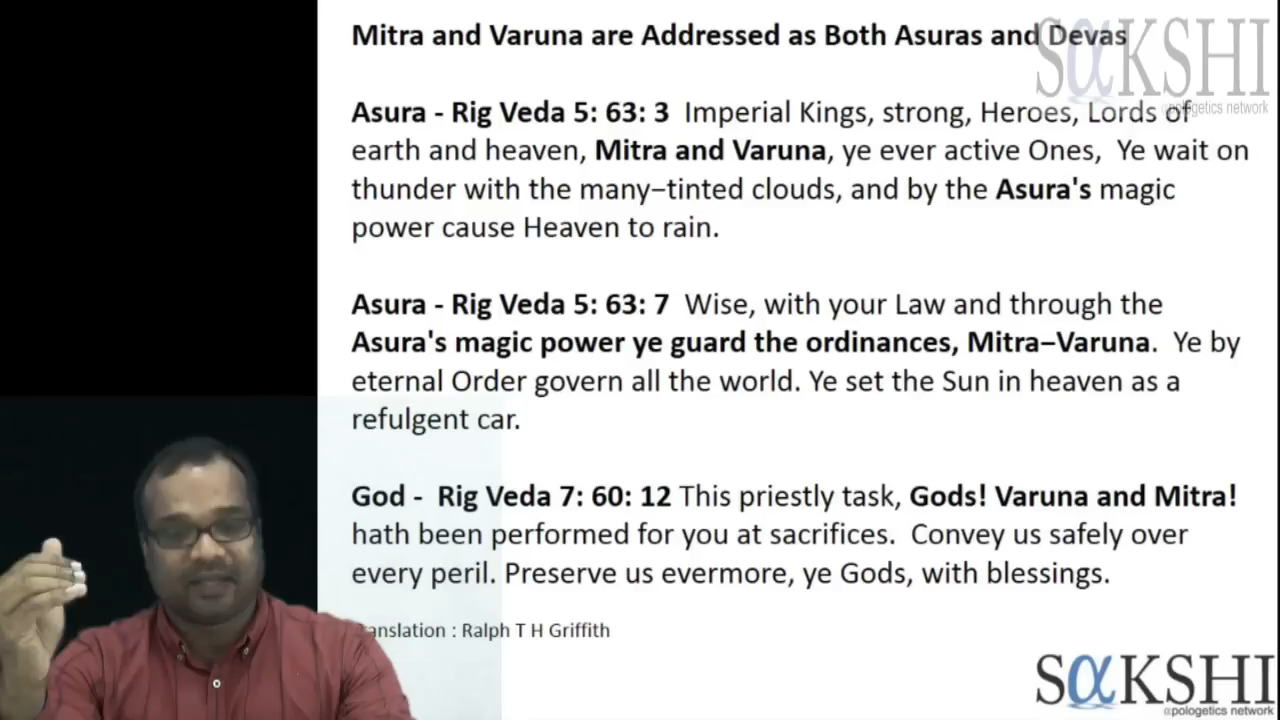 Mitra and Varuna are Addressed as Both Asuras and Devas
SαKSHI
αpologetics network
Asura - Rig Veda 5: 63: 3 Imperial Kings, strong, Heroes, Lords of
earth and heaven, Mitra and Varuna, ye ever active Ones, Ye wait on
thunder with the many−tinted clouds, and by the Asura's magic
power cause Heaven to rain.
Asura - Rig Veda 5: 63: 7 Wise, with your Law and through the
Asura's magic power ye guard the ordinances, Mitra−Varuna. Ye by
eternal Order govern all the world. Ye set the Sun in heaven as a
refulgent car.
God - Rig Veda 7: 60: 12 This priestly task, Gods! Varuna and Mitra!
hath been performed for you at sacrifices. Convey us safely over
every peril. Preserve us evermore, ye Gods, with blessings.
anslation : Ralph T H Griffith
SαKSHI
αpologetics network